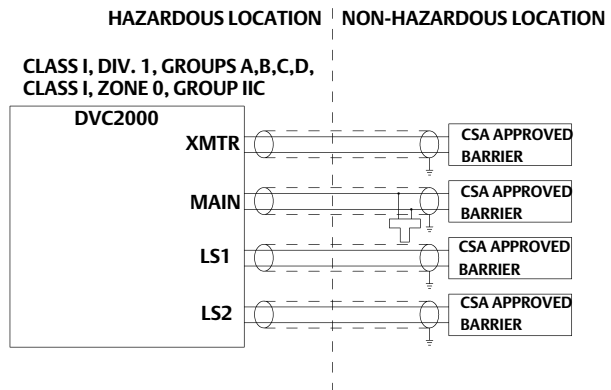 HAZARDOUS LOCATION NON-HAZARDOUS LOCATION
CLASS I, DIV. 1, GROUPS A,B,C,D,
CLASS I, ZONE 0, GROUP IIC
DVC2000
XMTR
CSA APPROVED
BARRIER
MAIN
CSA APPROVED
BARRIER
LS1
CSA APPROVED
BARRIER
LS2
CSA APPROVED
BARRIER